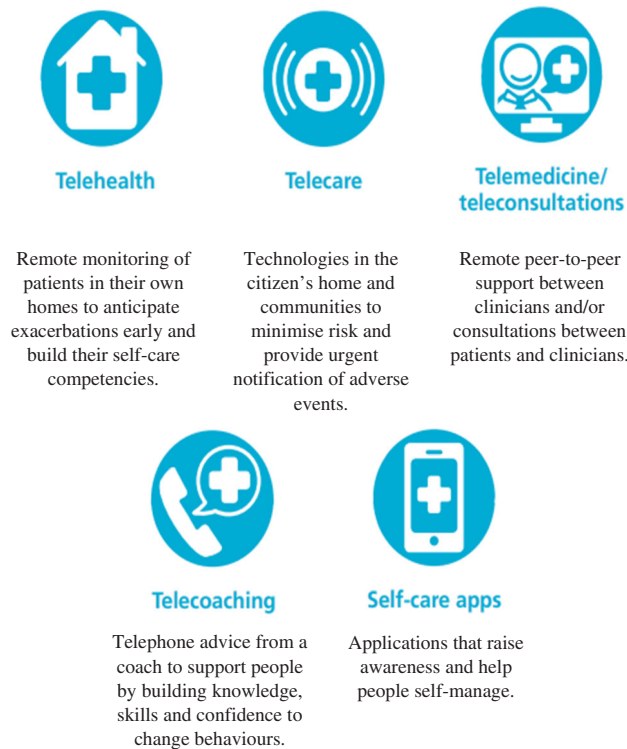 Telehealth
Remote monitoring of
patients in their own
homes to anticipate
exacerbations early and
build their self-care
competencies.
Telecare
Technologies in the
citizen’s home and
communities to
minimise risk and
provide urgent
notification of adverse
events.
Telemedicine/
teleconsultations
Remote peer-to-peer
support between
clinicians and/or
consultations between
patients and clinicians.
Telecoaching
Telephone advice from a
coach to support people
by building knowledge,
skills and confidence to
change behaviours.
Self-care apps
Applications that raise
awareness and help
people self-manage.